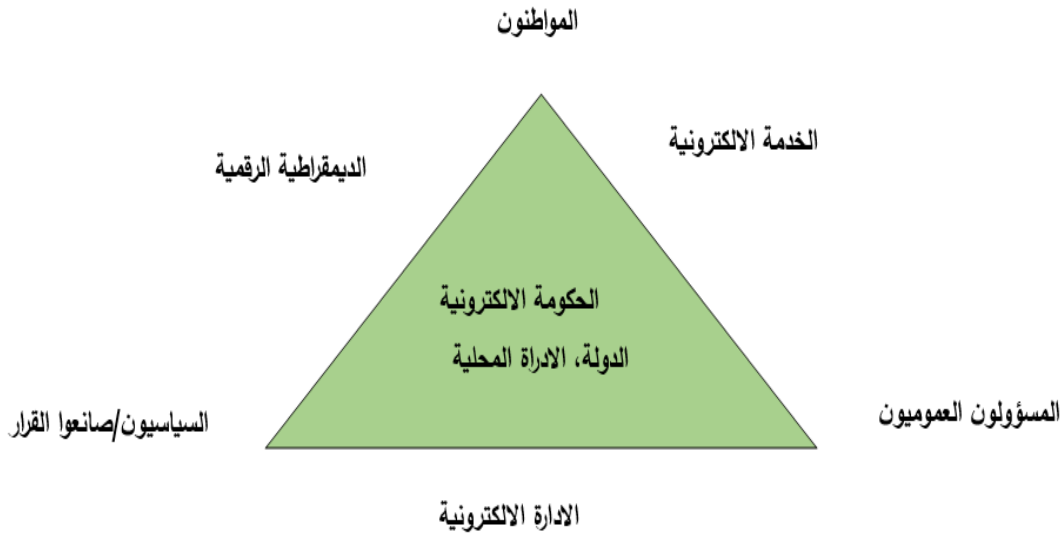 المواطنون
الخدمة الالكترونية
الديمقراطية الرقمية
الحكومة الالكترونية
الدولة، الادراة المحلية
المسؤولون العموميون
السياسيون/صانعوا القرار
الادارة الالكترونية